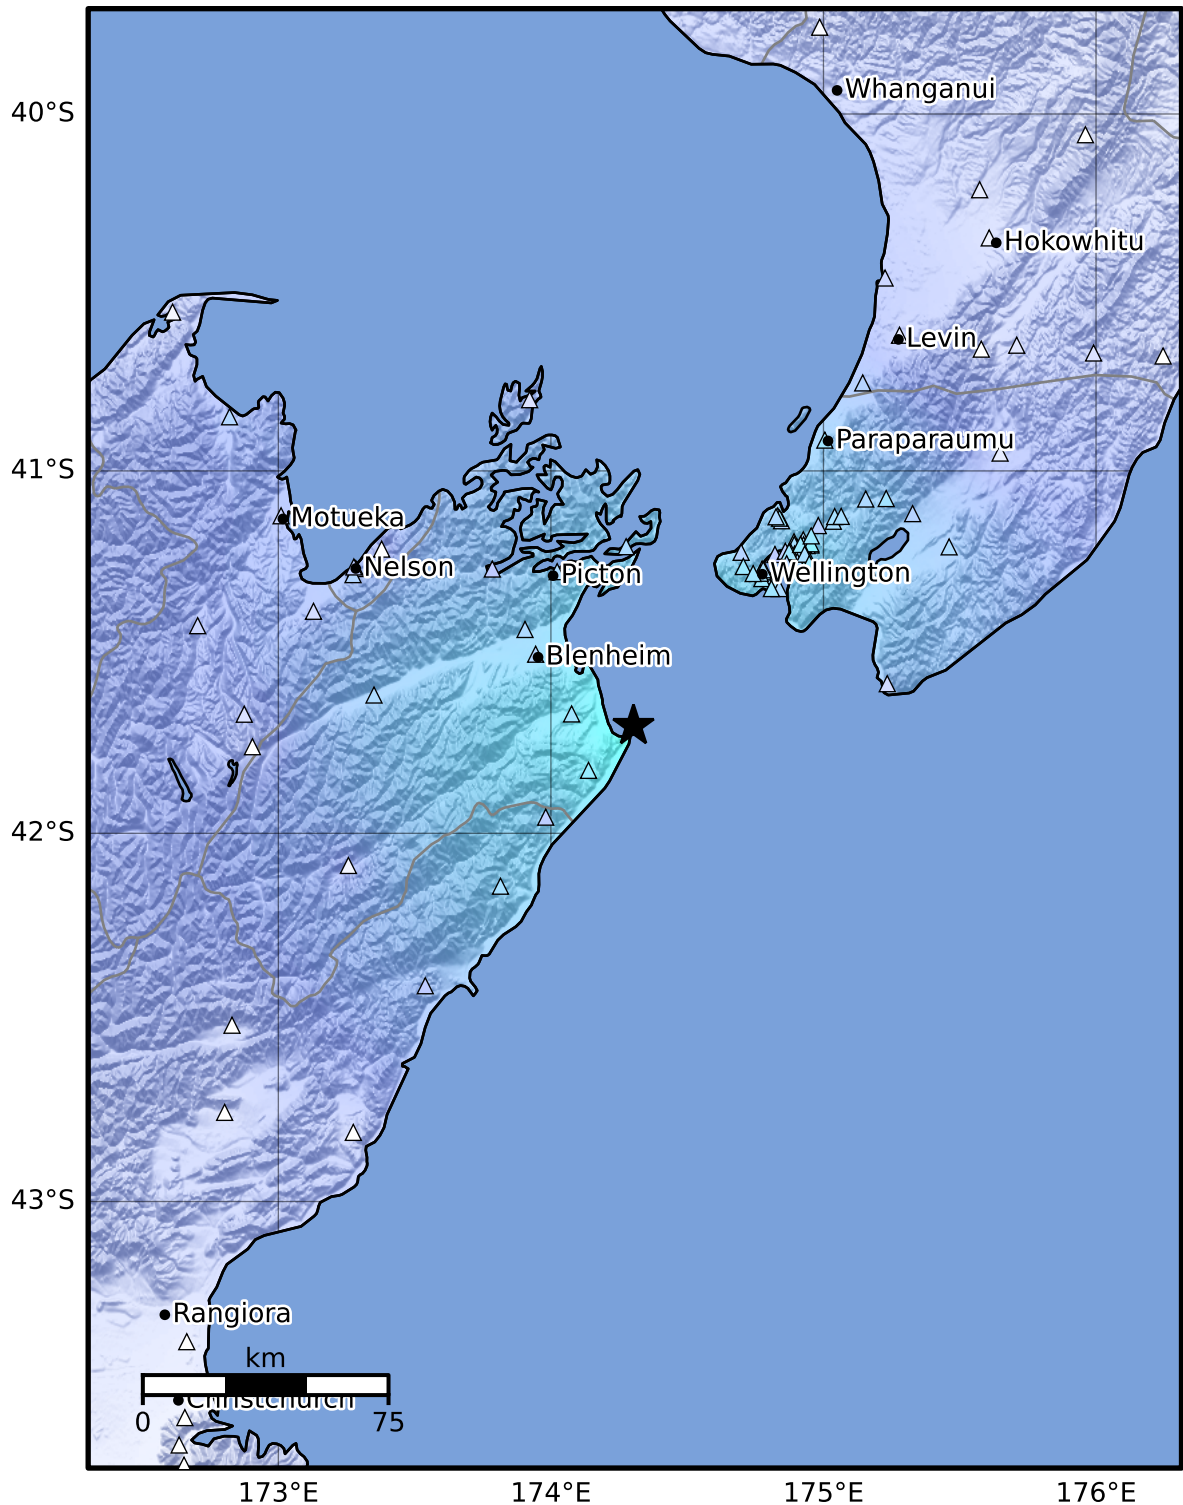 Whanganui
40°S
Hokowhitu
Levin
Paraparaumu
41°S
Motueka
Nelson
Picton
Wellington
Blenheim
42°S
43°S
Rangiora
km
Christchurch
0 75
173°E 174°E 175°E 176°E